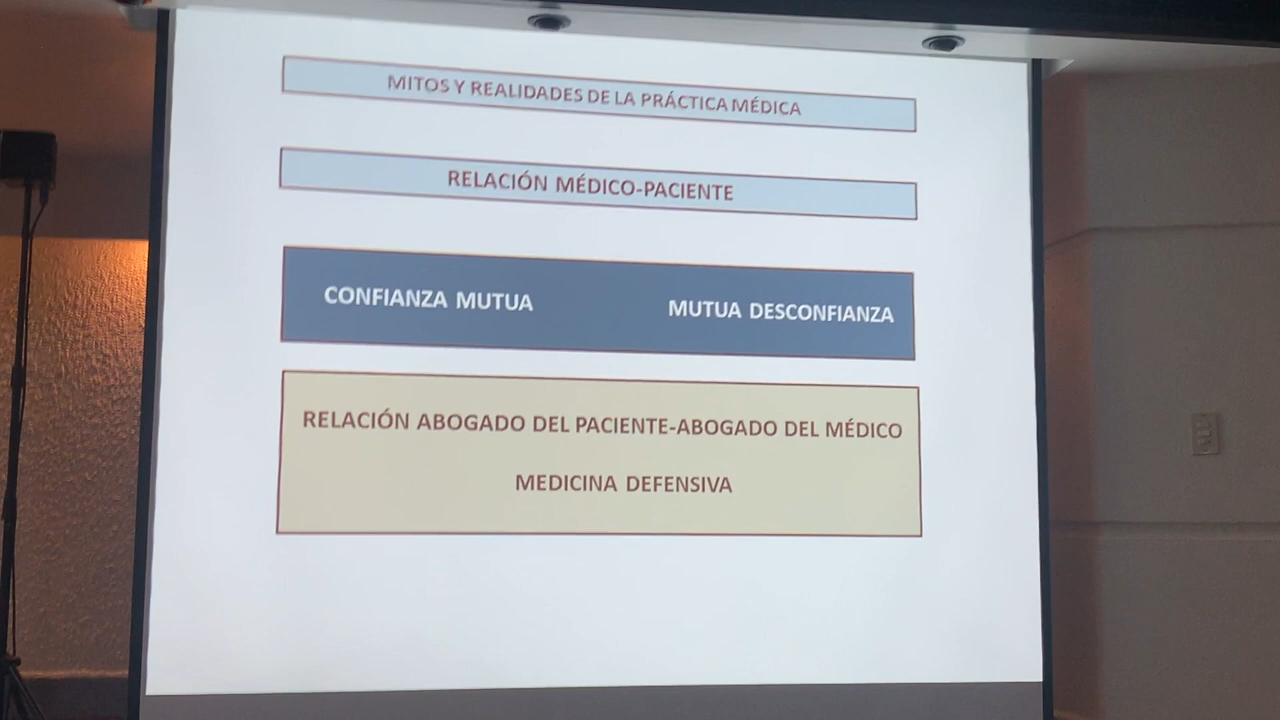 MITOS Y REALIDADES DE LA PRÁCTICA MÉDICA
RELACIÓN MÉDICO-PACIENTE
CONFIANZA MUTUA
MUTUA DESCONFIANZA
RELACIÓN ABOGADO DEL PACIENTE-ABOGADO DEL MÉDICO
MEDICINA DEFENSIVA